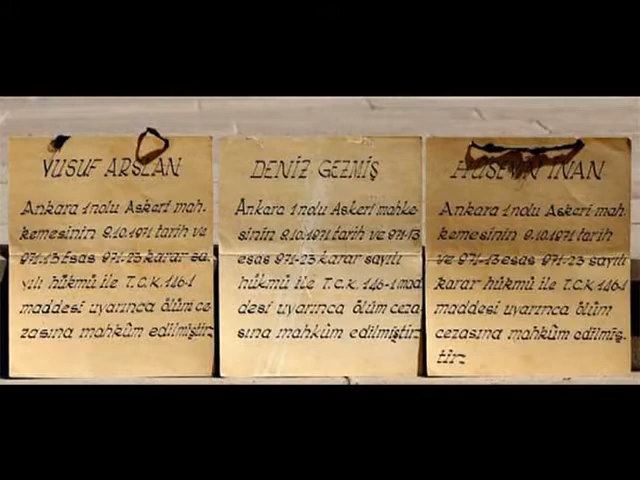 YUSUF ARSLAN
Ankara 1 nolu Askeri mah.
kemesinin 9.10.1971 tarih ve
971-13 Esas 971-23 karar sa.
yılı hükmü ile T.C.K. 146-1
maddesi uyarınca ölüm ce
zasına mahkûm edilmiştir.
DENİZ GEZMİŞ
Ankara 1 nolu Askeri mahke-
sinin 9.10.1971 tarih ve 971-13
esas 971-23 karar sayılı
hükmü ile T.C.K. 146-1 mad
desi uyarınca ölüm ceza-
sına mahkûm edilmiştir.
HÜSEYİN İNAN
Ankara 1 nolu Askeri mah.
kemesinin 9.10.1971 tarih
ve 971-13 esas 971-23 sayılı
karar hükmü ile T.C.K 146-1
maddesi uyarınca ölüm
cezasına mahkûm edilmiş.
tir.